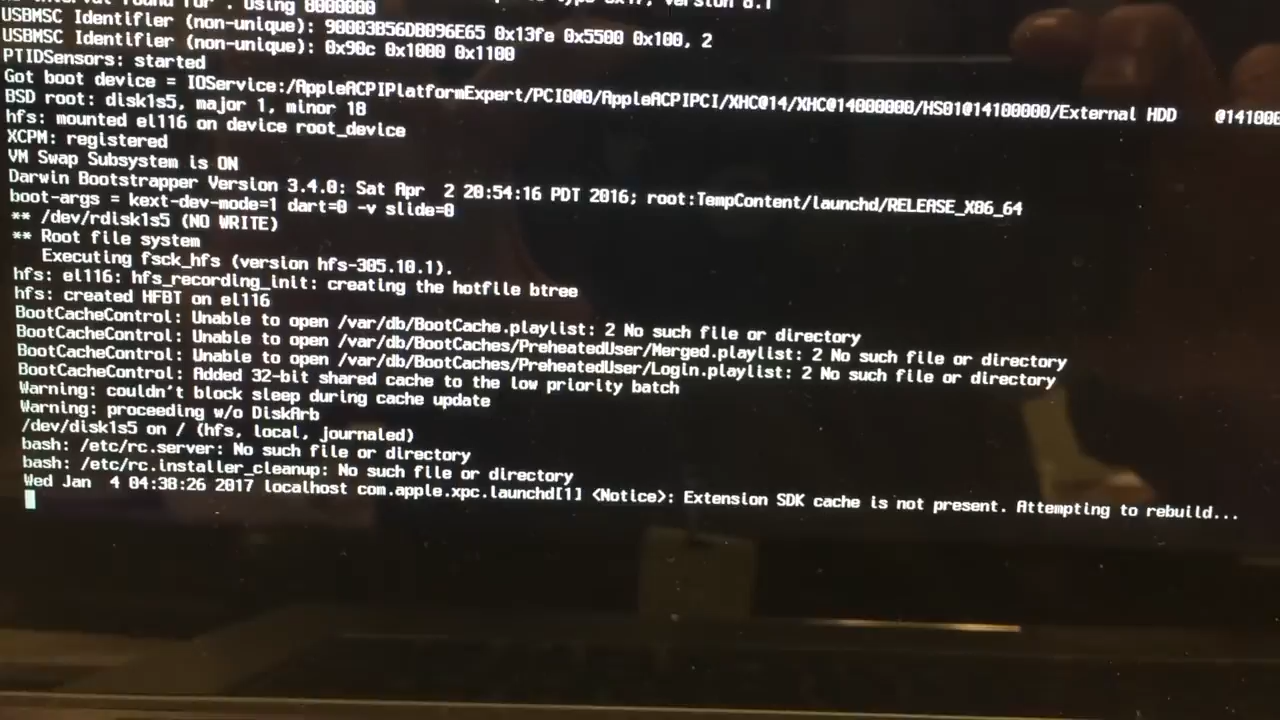 found for . Using 8000000
version 8.1
USBMSC Identifier (non-unique): 90003B56DB096E65 0x13fe 0x5500 0x100, 2
USBMSC Identifier (non-unique): 0x90c 0x1000 0x1100
PTIDSensors: started
Got boot device = IOService:/AppleACPIPlatformExpert/PCI0@0/AppleACPIPCI/XHC@14/XHC@14000000/HS01@14100000/External HDD @141000
BSD root: disk1s5, major 1, minor 18
hfs: mounted el116 on device root_device
XCPM: registered
VM Swap Subsystem is ON
Darwin Bootstrapper Version 3.4.0: Sat Apr 2 20:54:16 PDT 2016; root:TempContent/launchd/RELEASE_X86_64
boot-args = kext-dev-mode=1 dart=0 -v slide=0
** /dev/rdisk1s5 (NO WRITE)
** Root file system
Executing fsck_hfs (version hfs-305.10.1).
hfs: el116: hfs_recording_init: creating the hotfile btree
hfs: created HFBT on el116
BootCacheControl: Unable to open /var/db/BootCache.playlist: 2 No such file or directory
BootCacheControl: Unable to open /var/db/BootCaches/PreheatedUser/Merged.playlist: 2 No such file or directory
BootCacheControl: Unable to open /var/db/BootCaches/PreheatedUser/Login.playlist: 2 No such file or directory
BootCacheControl: Added 32-bit shared cache to the low priority batch
Warning: couldn't block sleep during cache update
Warning: proceeding w/o DiskArb
/dev/disk1s5 on / (hfs, local, journaled)
bash: /etc/rc.server: No such file or directory
bash: /etc/rc.installer_cleanup: No such file or directory
Wed Jan 4 04:38:26 2017 localhost com.apple.xpc.launchd[1] <Notice>: Extension SDK cache is not present. Attempting to rebuild...